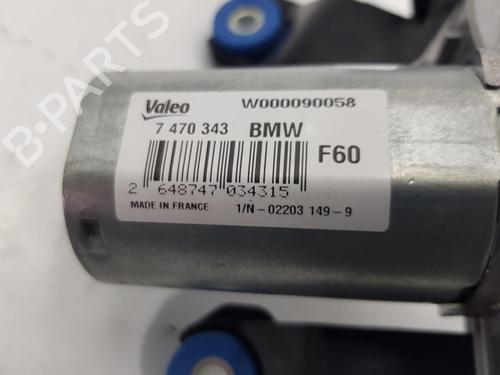 Valeo W000090058
7 470 343 BMW
F60
2 648747 034315
MADE IN FRANCE 1/N - 02203 149 - 9
B-PARTS